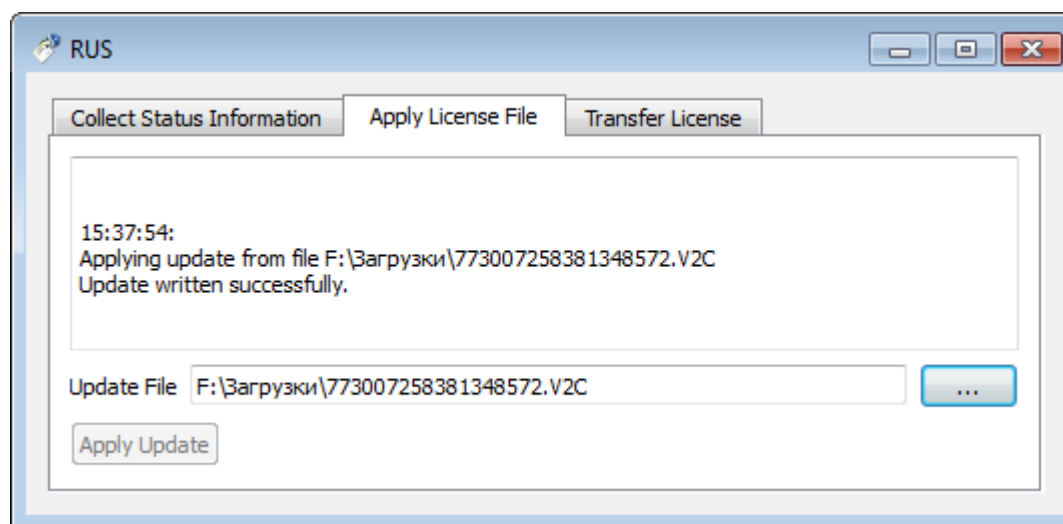 RUS
Collect Status Information
Apply License File
Transfer License
15:37:54:
Applying update from file F:\Загрузки\773007258381348572.V2C
Update written successfully.
Update File
F:\Загрузки\773007258381348572.V2C
...
Apply Update